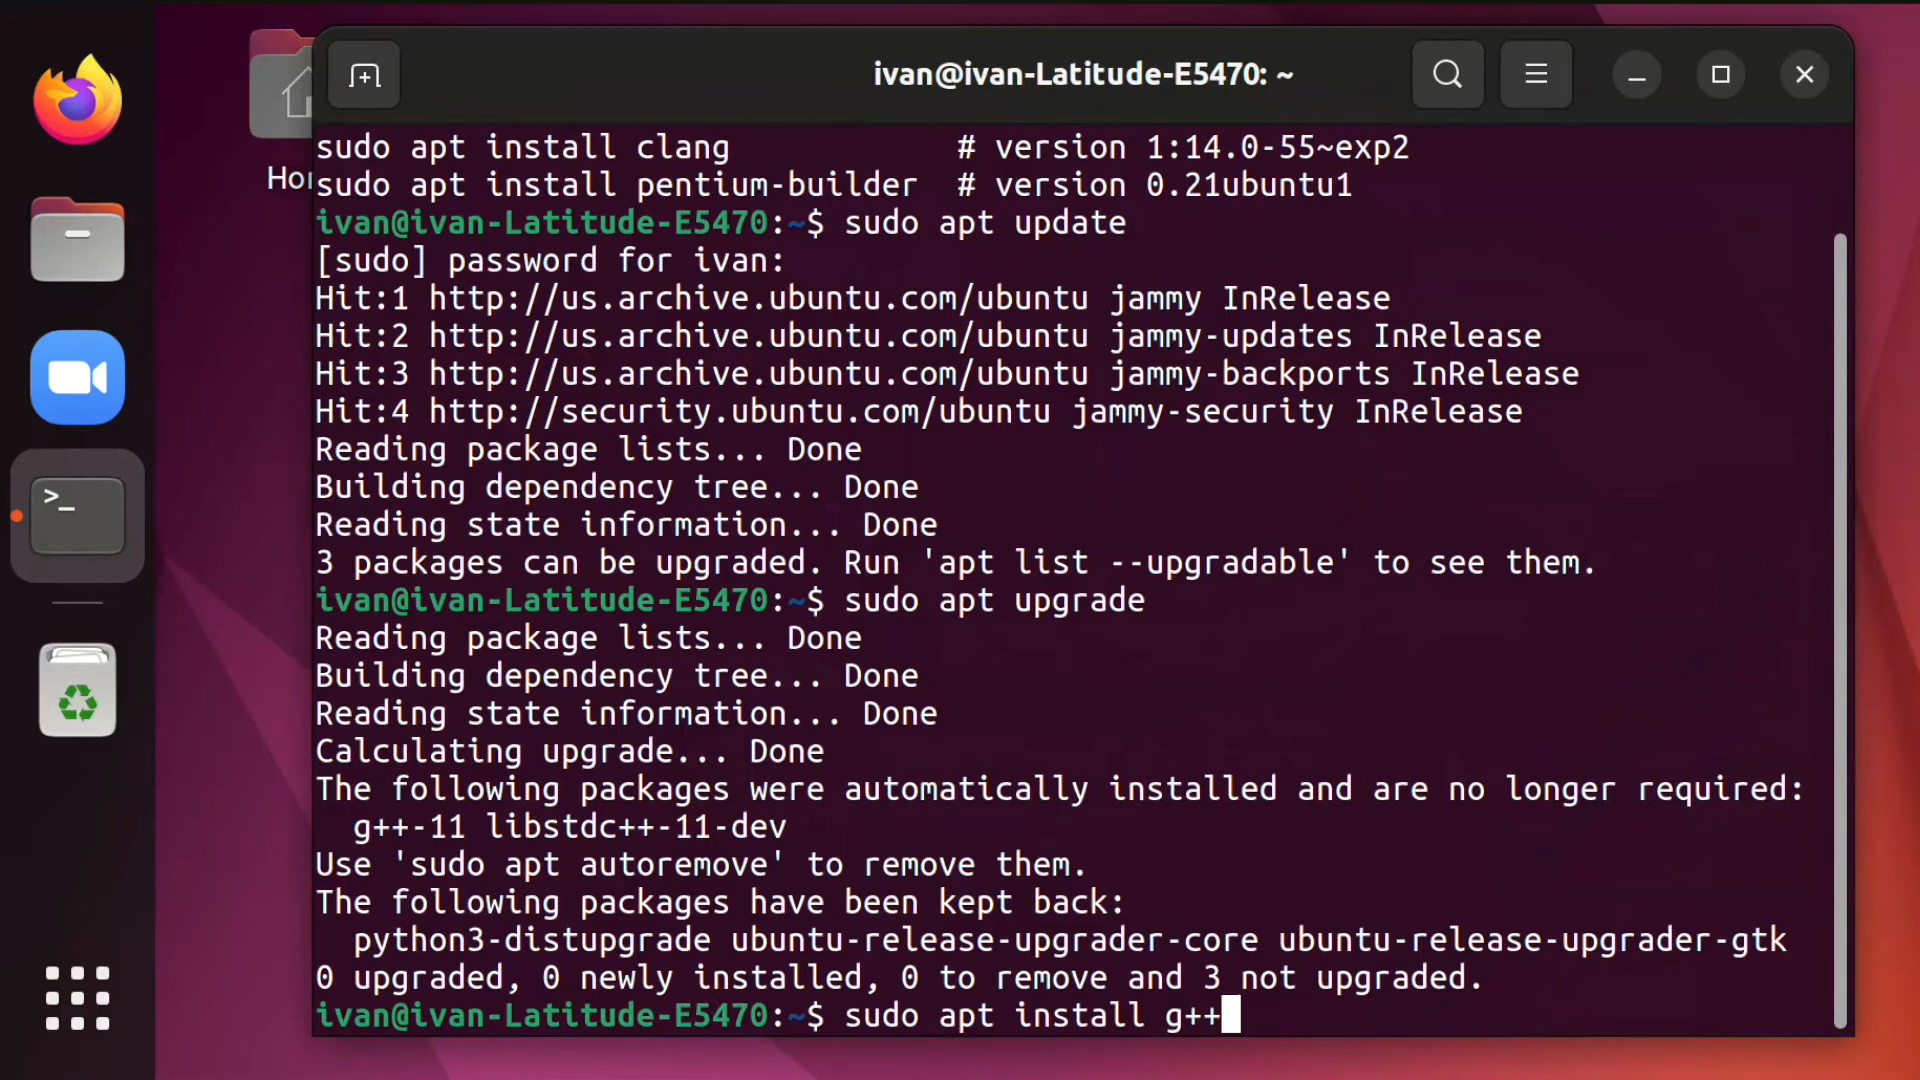 ivan@ivan-Latitude-E5470: ~
Hor
sudo apt install clang            # version 1:14.0-55~exp2
sudo apt install pentium-builder  # version 0.21ubuntu1
ivan@ivan-Latitude-E5470:~$ sudo apt update
[sudo] password for ivan:
Hit:1 http://us.archive.ubuntu.com/ubuntu jammy InRelease
Hit:2 http://us.archive.ubuntu.com/ubuntu jammy-updates InRelease
Hit:3 http://us.archive.ubuntu.com/ubuntu jammy-backports InRelease
Hit:4 http://security.ubuntu.com/ubuntu jammy-security InRelease
Reading package lists... Done
Building dependency tree... Done
Reading state information... Done
3 packages can be upgraded. Run 'apt list --upgradable' to see them.
ivan@ivan-Latitude-E5470:~$ sudo apt upgrade
Reading package lists... Done
Building dependency tree... Done
Reading state information... Done
Calculating upgrade... Done
The following packages were automatically installed and are no longer required:
  g++-11 libstdc++-11-dev
Use 'sudo apt autoremove' to remove them.
The following packages have been kept back:
  python3-distupgrade ubuntu-release-upgrader-core ubuntu-release-upgrader-gtk
0 upgraded, 0 newly installed, 0 to remove and 3 not upgraded.
ivan@ivan-Latitude-E5470:~$ sudo apt install g++